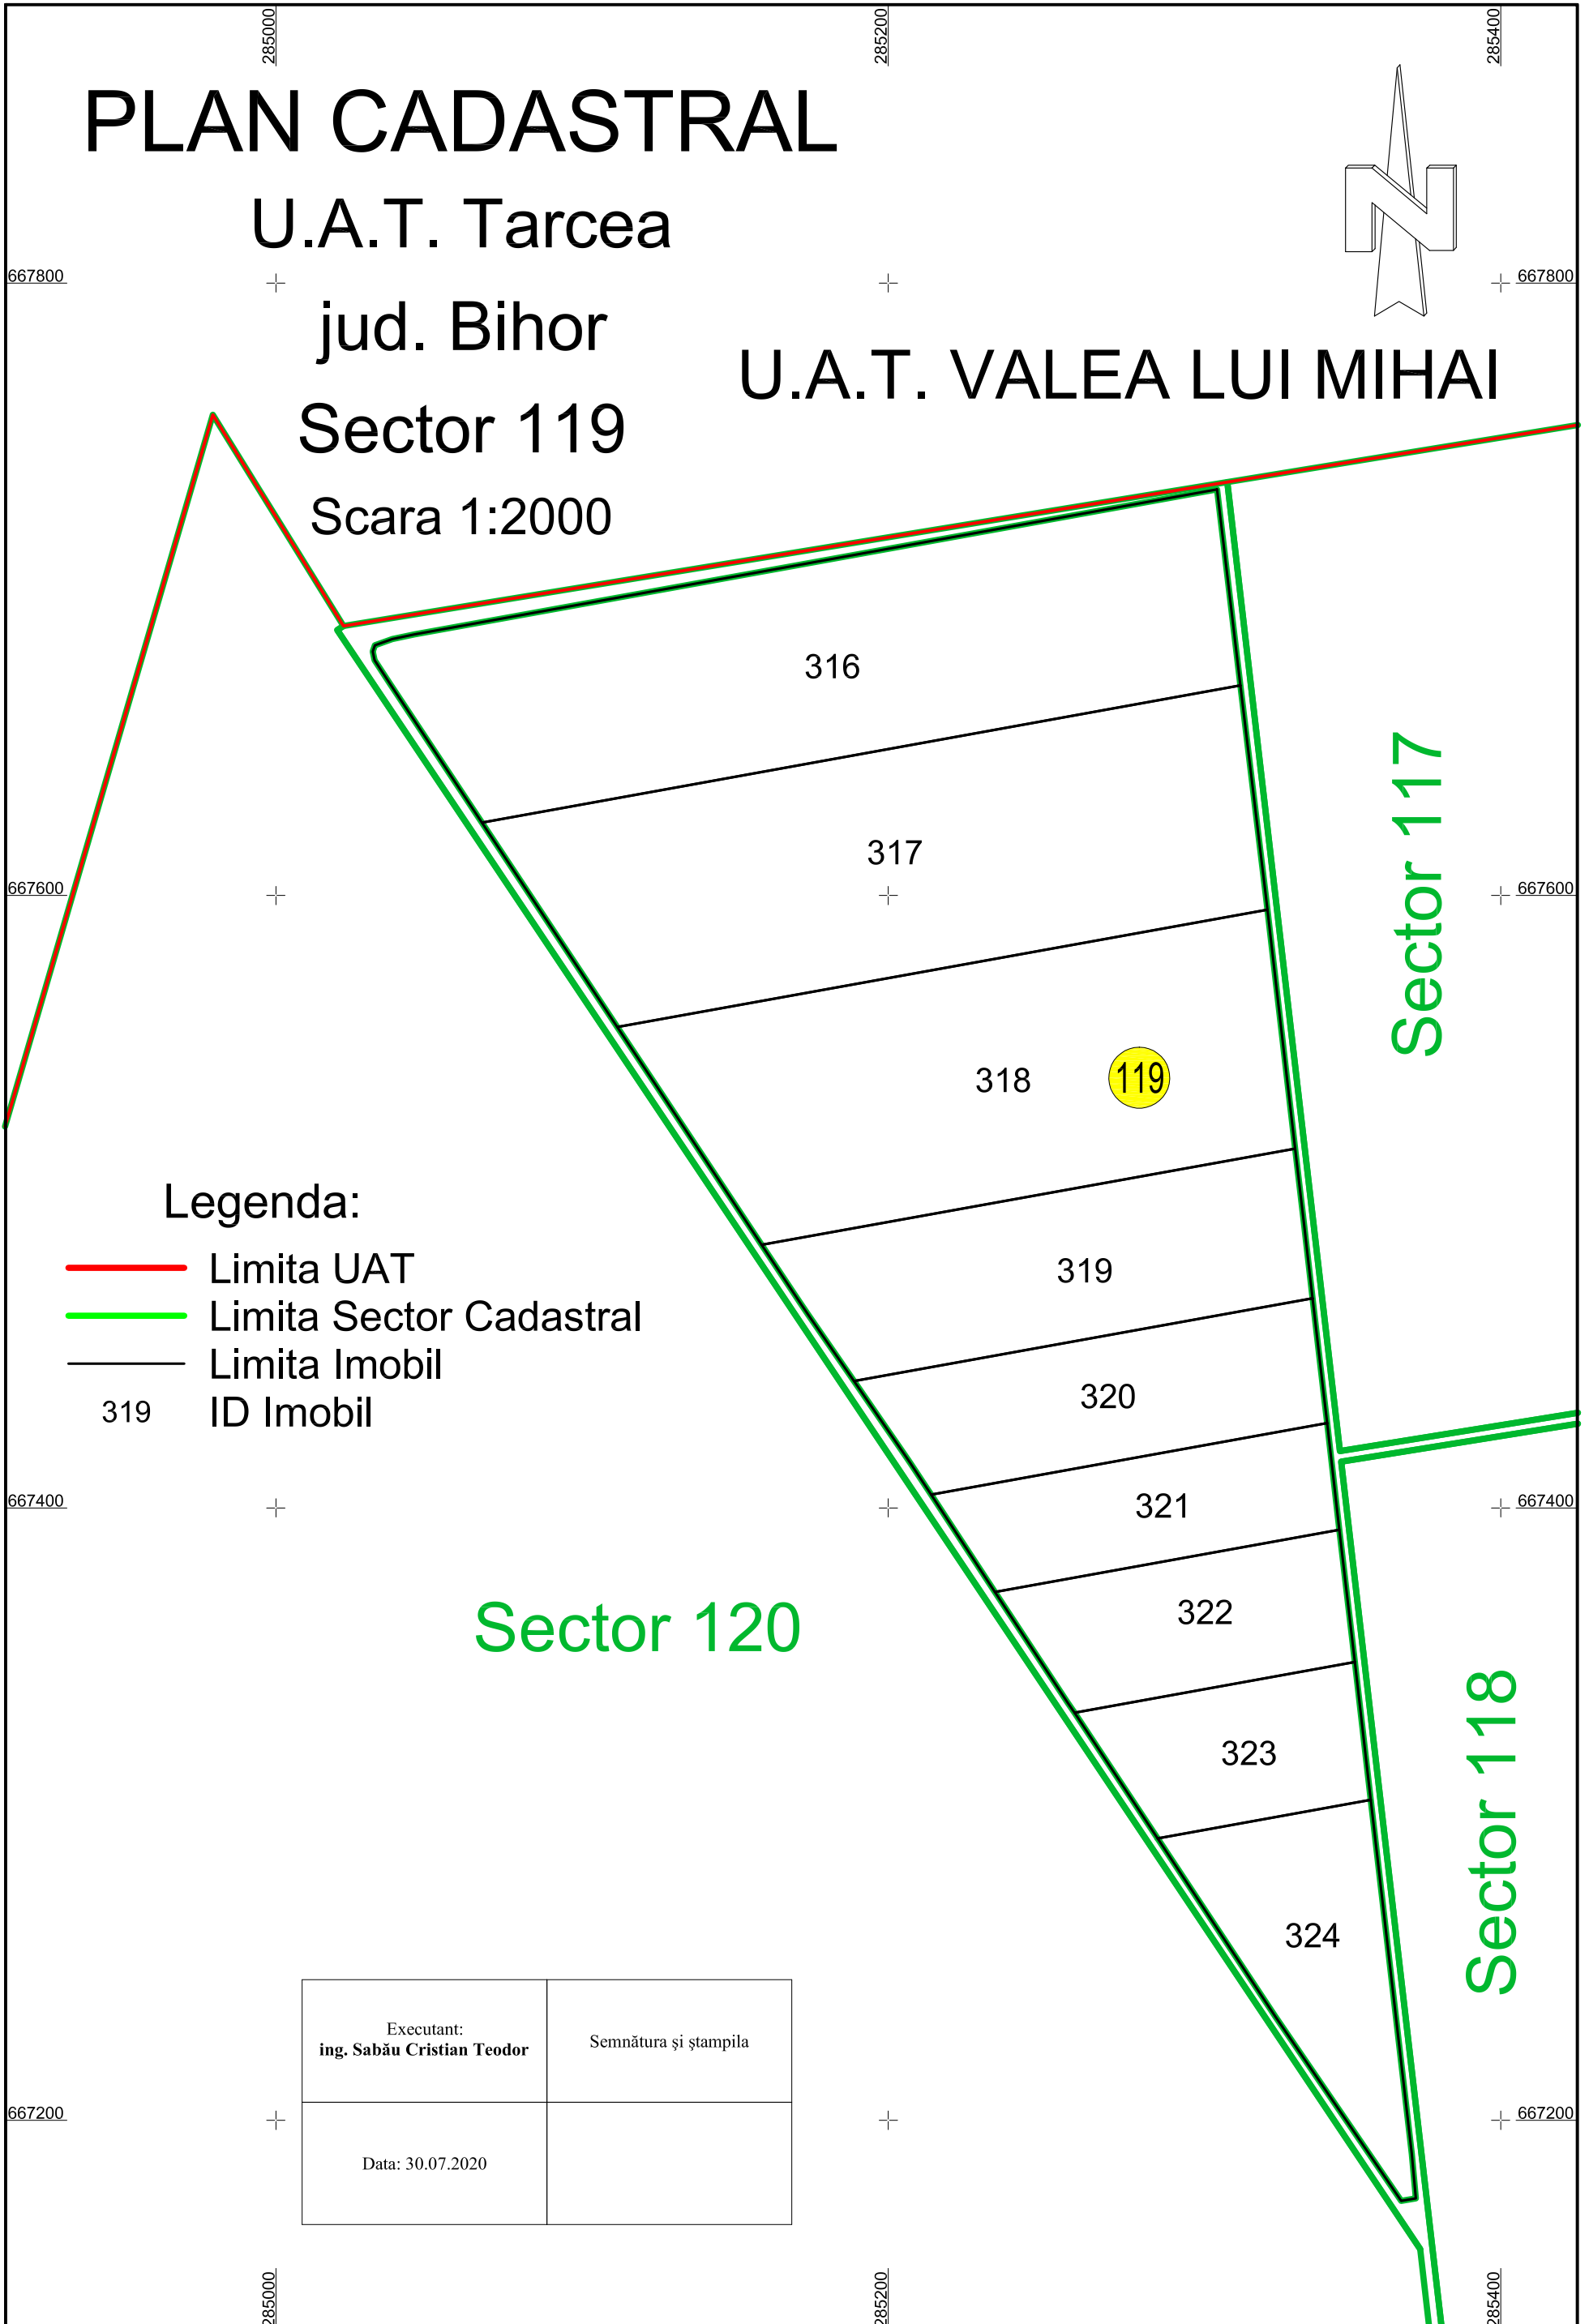 285000
285200
285400
PLAN CADASTRAL
N
U.A.T. Tarcea
667800
667800
jud. Bihor
U.A.T. VALEA LUI MIHAI
Sector 119
Scara 1:2000
316
Sector 117
317
667600
667600
318
119
Legenda:
Limita UAT
Limita Sector Cadastral
Limita Imobil
319 ID Imobil
319
320
321
667400
667400
322
Sector 120
323
Sector 118
324
Executant:
ing. Sabău Cristian Teodor
Semnătura şi ştampila
667200
667200
Data: 30.07.2020
285000
285200
285400